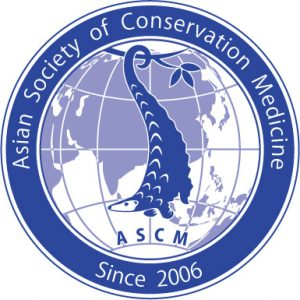 Asian Society of Conservation Medicine
ASCM
Since 2006